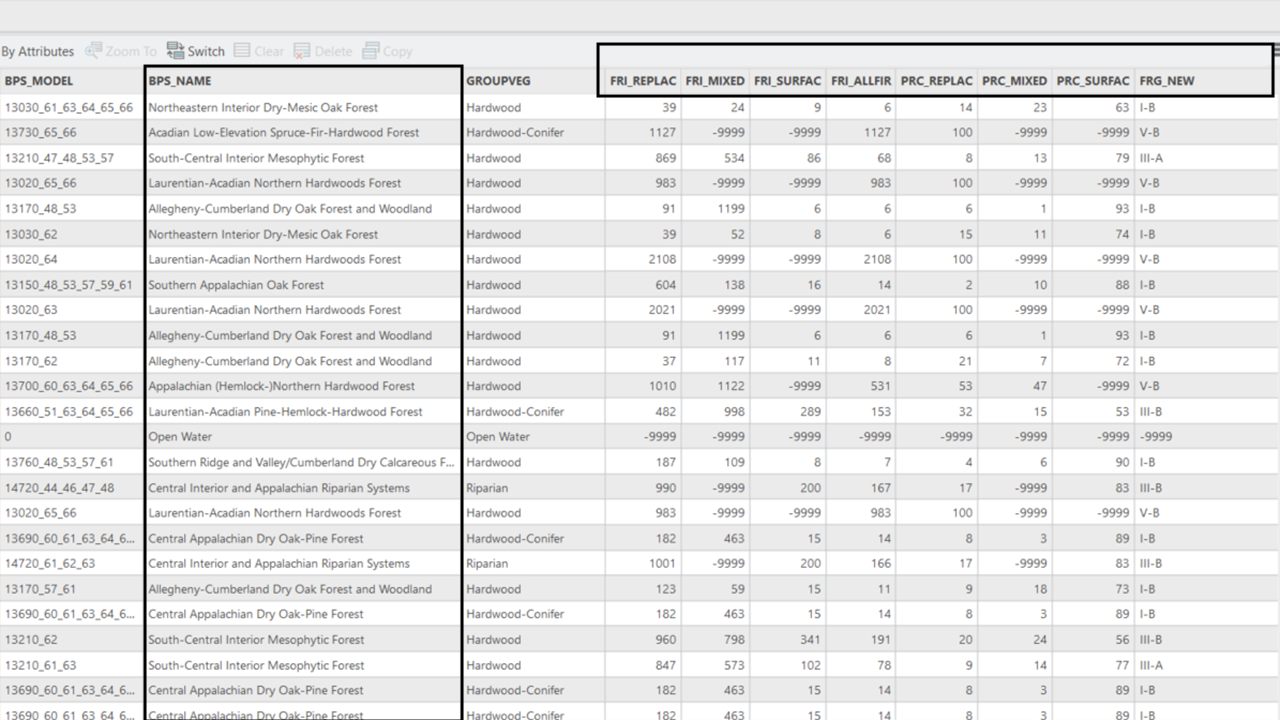 By Attributes Zoom To Switch Clear Delete Copy
BPS_MODEL BPS_NAME GROUPVEG FRI_REPLAC FRI_MIXED FRI_SURFAC FRI_ALLFIR PRC_REPLAC PRC_MIXED PRC_SURFAC FRG_NEW
13030_61_63_64_65_66 Northeastern Interior Dry-Mesic Oak Forest Hardwood 39 24 9 6 14 23 63 I-B
13730_65_66 Acadian Low-Elevation Spruce-Fir-Hardwood Forest Hardwood-Conifer 1127 -9999 -9999 1127 100 -9999 -9999 V-B
13210_47_48_53_57 South-Central Interior Mesophytic Forest Hardwood 869 534 86 68 8 13 79 III-A
13020_65_66 Laurentian-Acadian Northern Hardwoods Forest Hardwood 983 -9999 -9999 983 100 -9999 -9999 V-B
13170_48_53 Allegheny-Cumberland Dry Oak Forest and Woodland Hardwood 91 1199 6 6 6 1 93 I-B
13030_62 Northeastern Interior Dry-Mesic Oak Forest Hardwood 39 52 8 6 15 11 74 I-B
13020_64 Laurentian-Acadian Northern Hardwoods Forest Hardwood 2108 -9999 -9999 2108 100 -9999 -9999 V-B
13150_48_53_57_59_61 Southern Appalachian Oak Forest Hardwood 604 138 16 14 2 10 88 I-B
13020_63 Laurentian-Acadian Northern Hardwoods Forest Hardwood 2021 -9999 -9999 2021 100 -9999 -9999 V-B
13170_48_53 Allegheny-Cumberland Dry Oak Forest and Woodland Hardwood 91 1199 6 6 6 1 93 I-B
13170_62 Allegheny-Cumberland Dry Oak Forest and Woodland Hardwood 37 117 11 8 21 7 72 I-B
13700_60_63_64_65_66 Appalachian (Hemlock-)Northern Hardwood Forest Hardwood 1010 1122 -9999 531 53 47 -9999 V-B
13660_51_63_64_65_66 Laurentian-Acadian Pine-Hemlock-Hardwood Forest Hardwood-Conifer 482 998 289 153 32 15 53 III-B
0 Open Water Open Water -9999 -9999 -9999 -9999 -9999 -9999 -9999 -9999
13760_48_53_57_61 Southern Ridge and Valley/Cumberland Dry Calcareous F... Hardwood 187 109 8 7 4 6 90 I-B
14720_44_46_47_48 Central Interior and Appalachian Riparian Systems Riparian 990 -9999 200 167 17 -9999 83 III-B
13020_65_66 Laurentian-Acadian Northern Hardwoods Forest Hardwood 983 -9999 -9999 983 100 -9999 -9999 V-B
13690_60_61_63_64_6... Central Appalachian Dry Oak-Pine Forest Hardwood-Conifer 182 463 15 14 8 3 89 I-B
14720_61_62_63 Central Interior and Appalachian Riparian Systems Riparian 1001 -9999 200 166 17 -9999 83 III-B
13170_57_61 Allegheny-Cumberland Dry Oak Forest and Woodland Hardwood 123 59 15 11 9 18 73 I-B
13690_60_61_63_64_6... Central Appalachian Dry Oak-Pine Forest Hardwood-Conifer 182 463 15 14 8 3 89 I-B
13210_62 South-Central Interior Mesophytic Forest Hardwood 960 798 341 191 20 24 56 III-B
13210_61_63 South-Central Interior Mesophytic Forest Hardwood 847 573 102 78 9 14 77 III-A
13690_60_61_63_64_6... Central Appalachian Dry Oak-Pine Forest Hardwood-Conifer 182 463 15 14 8 3 89 I-B
13690_60_61_63_64_6... Central Appalachian Dry Oak-Pine Forest Hardwood-Conifer 182 463 15 14 8 3 89 I-B